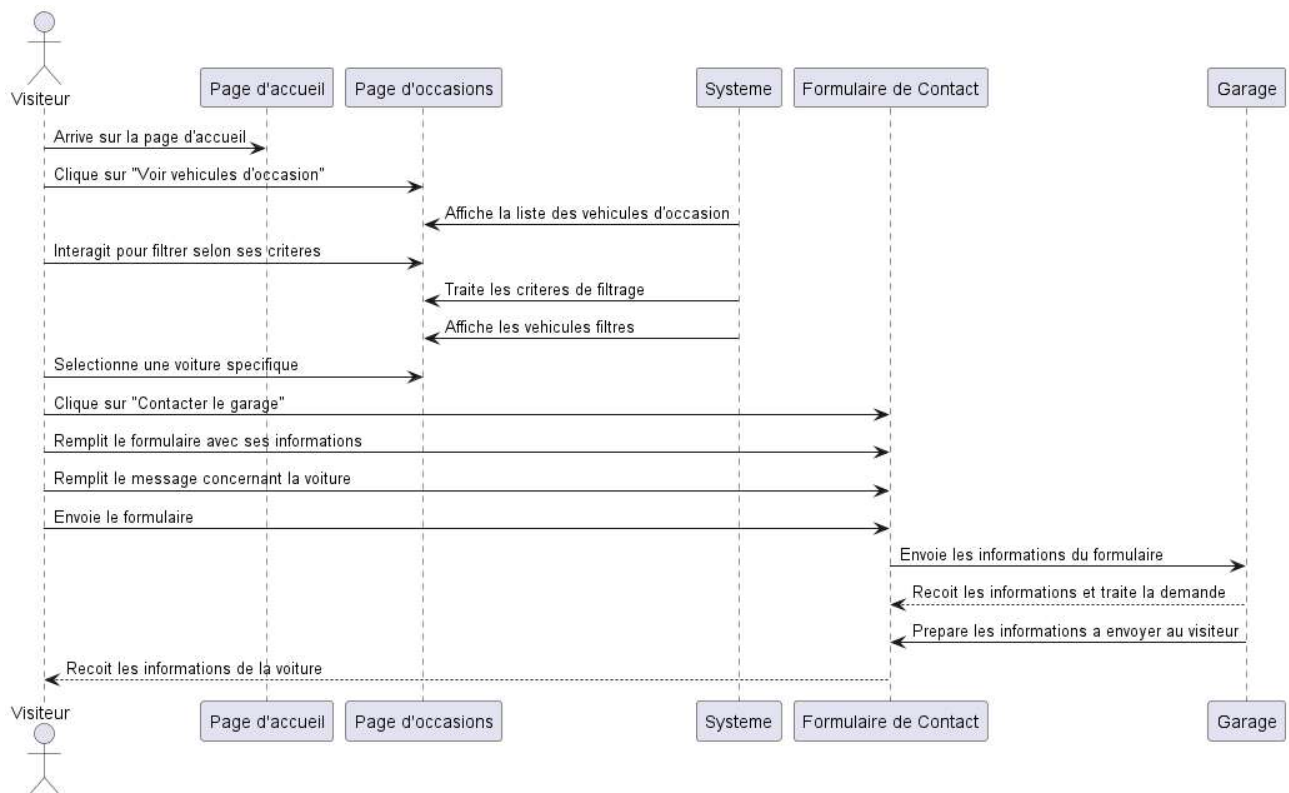 Visiteur
Page d'accueil
Page d'occasions
Systeme
Formulaire de Contact
Garage
Arrive sur la page d'accueil
Clique sur "Voir vehicules d'occasion"
Affiche la liste des vehicules d'occasion
Interagit pour filtrer selon ses criteres
Traite les criteres de filtrage
Affiche les vehicules filtres
Selectionne une voiture specifique
Clique sur "Contacter le garage"
Remplit le formulaire avec ses informations
Remplit le message concernant la voiture
Envoie le formulaire
Envoie les informations du formulaire
Recoit les informations et traite la demande
Prepare les informations a envoyer au visiteur
Recoit les informations de la voiture
Visiteur
Page d'accueil
Page d'occasions
Systeme
Formulaire de Contact
Garage